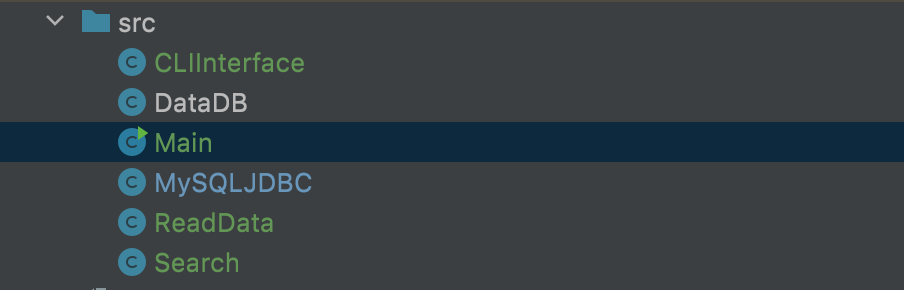 src
C CLIInterface
C DataDB
C Main
C MySQLJDBC
C ReadData
C Search